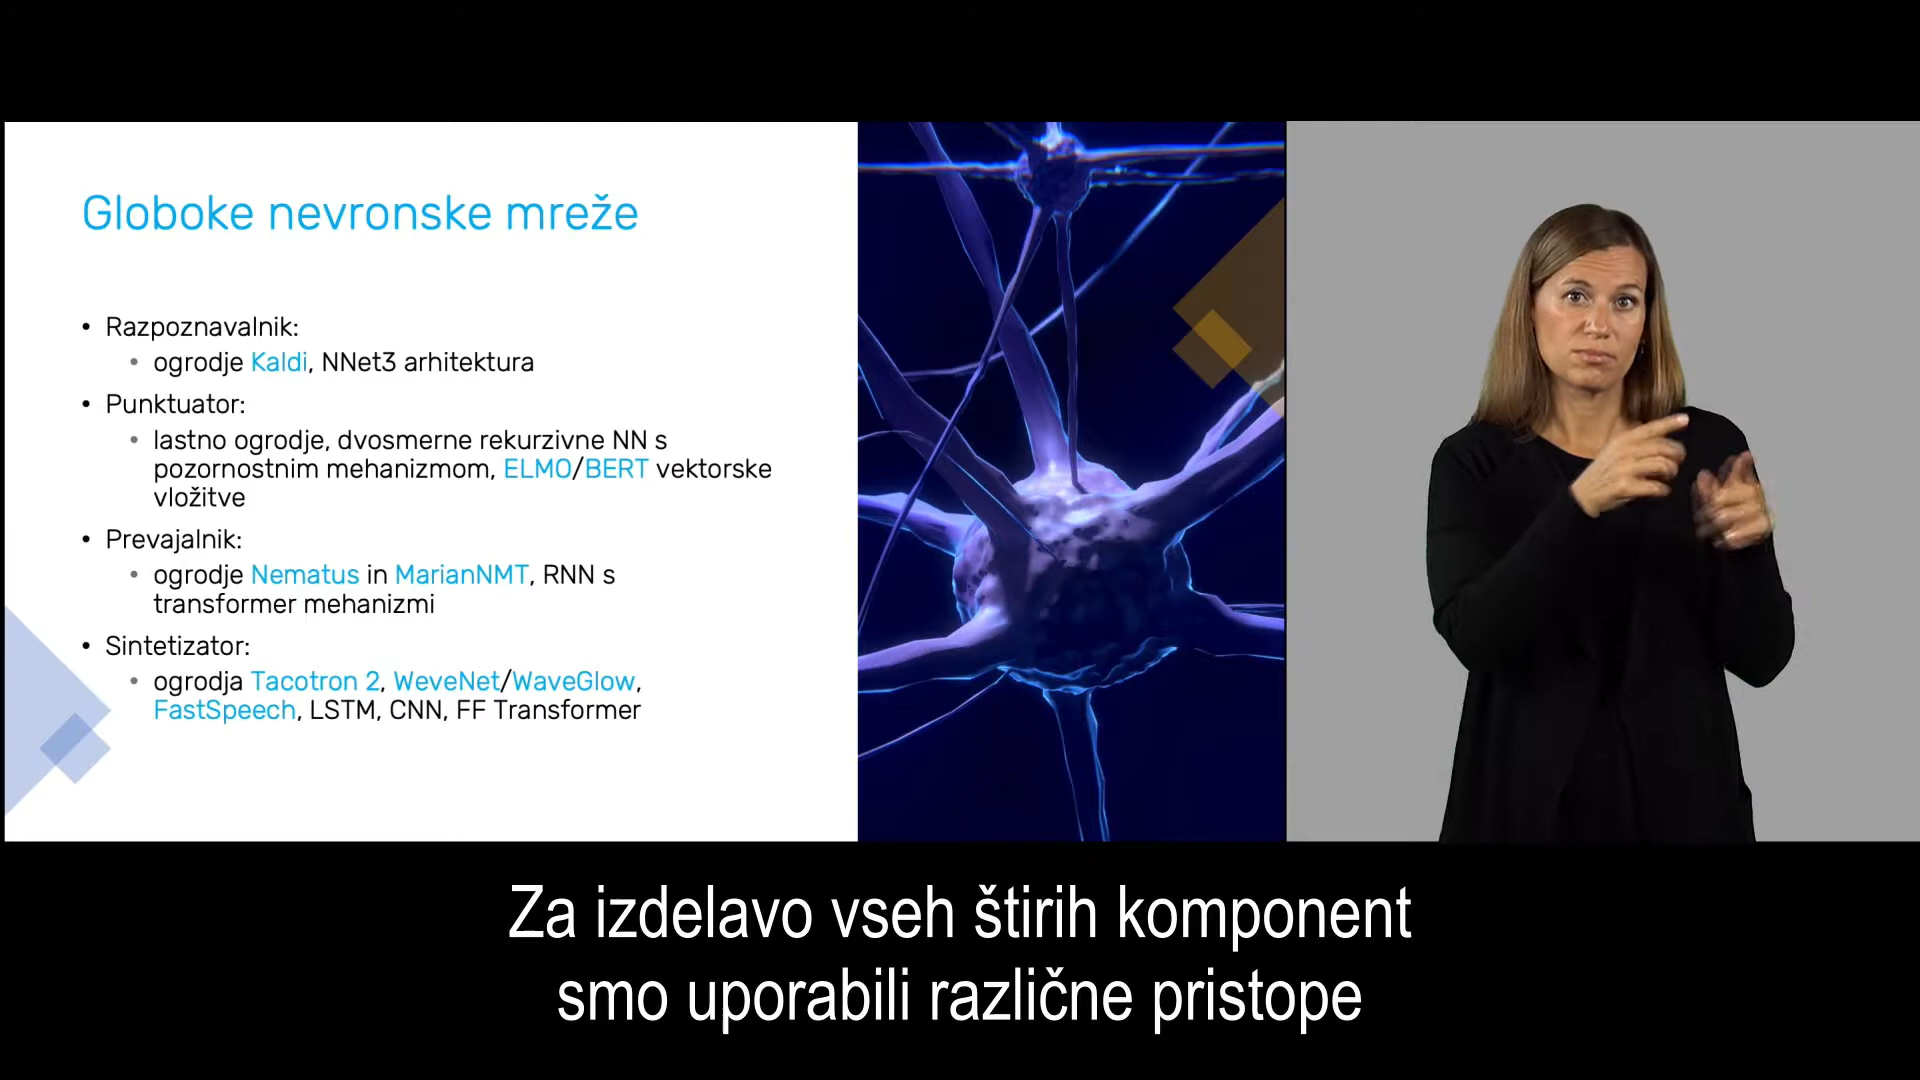 Globoke nevronske mreže
• Razpoznavalnik:
• ogrodje Kaldi, NNet3 arhitektura
• Punktuator:
• lastno ogrodje, dvosmerne rekurzivne NN s
pozornostnim mehanizmom, ELMO/BERT vektorske
vložitve
• Prevajalnik:
• ogrodje Nematus in MarianNMT, RNN s
transformer mehanizmi
• Sintetizator:
• ogrodja Tacotron 2, WeveNet/WaveGlow,
FastSpeech, LSTM, CNN, FF Transformer
Za izdelavo vseh štirih komponent
smo uporabili različne pristope